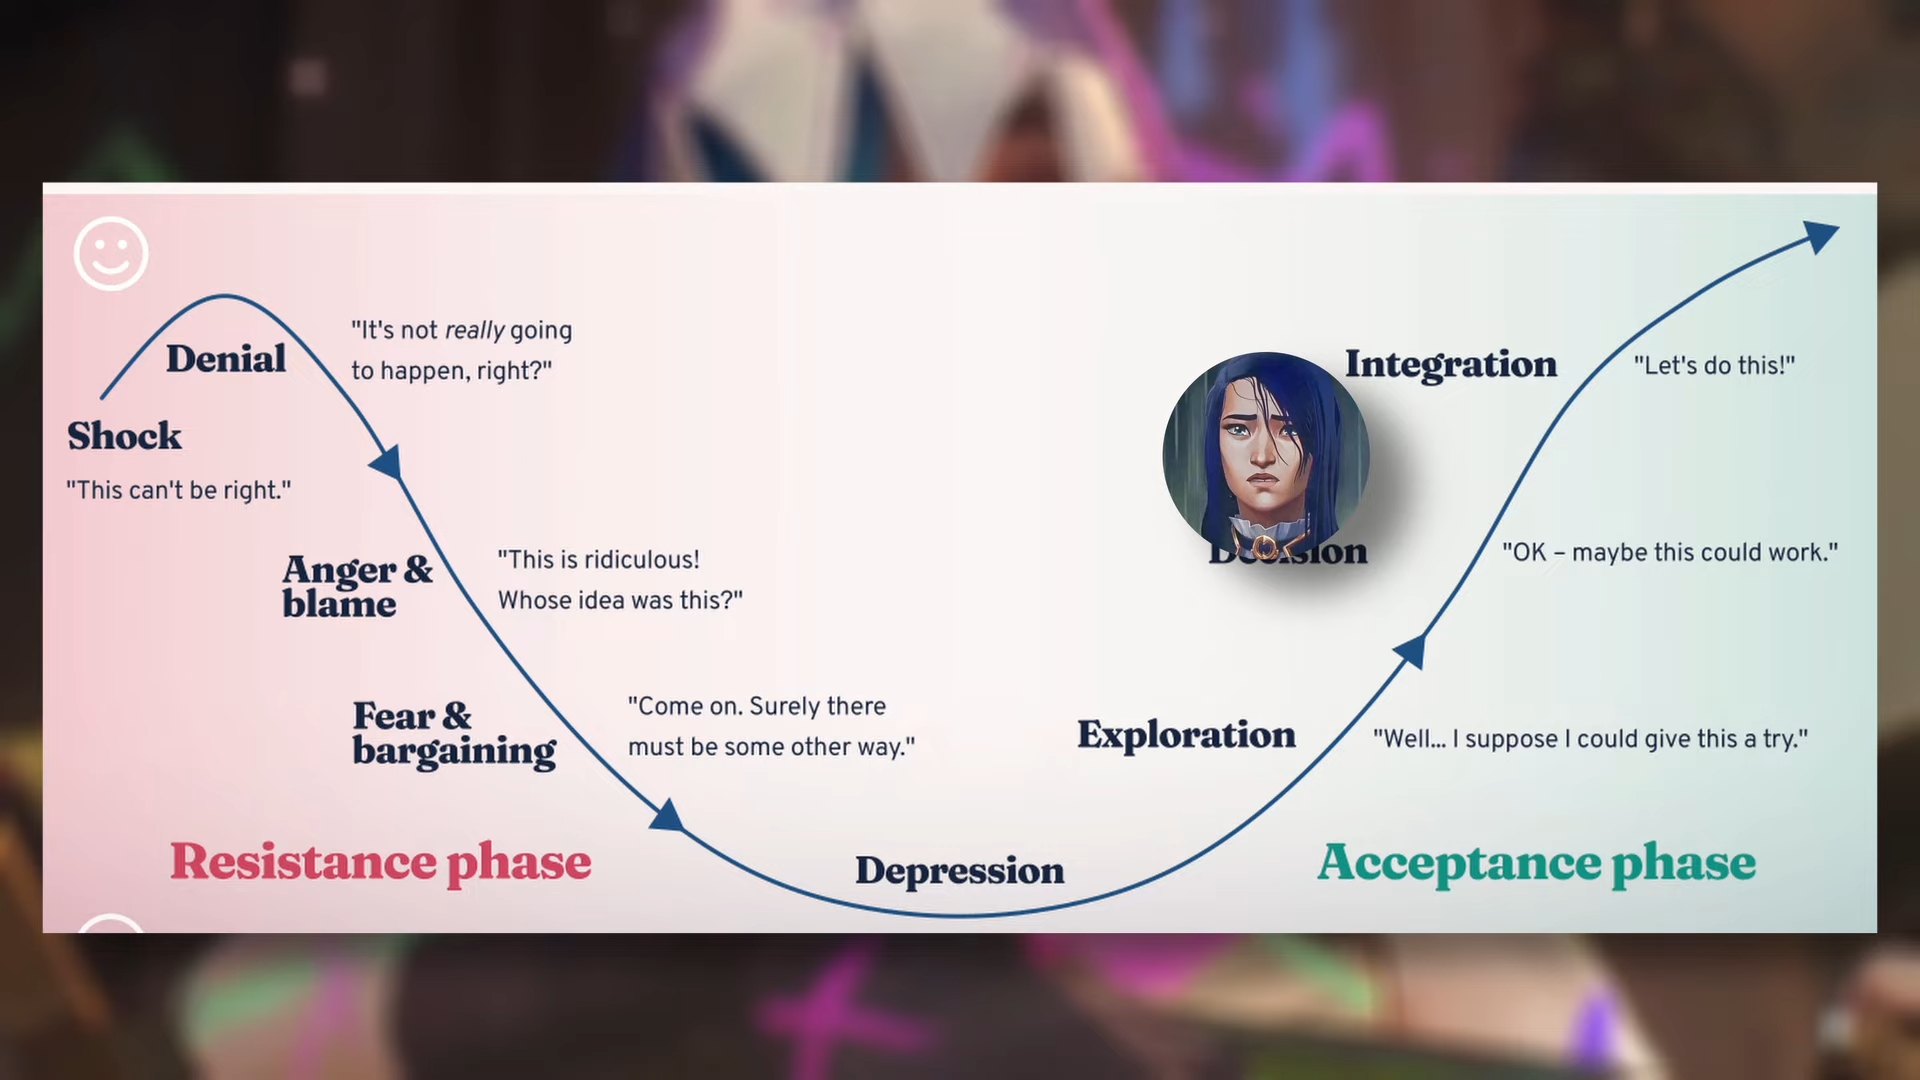 Denial
"It's not really going
to happen, right?"
Shock
"This can't be right."
Anger &
blame
"This is ridiculous!
Whose idea was this?"
Fear &
bargaining
"Come on. Surely there
must be some other way."
Resistance phase
Depression
Exploration
"Well... I suppose I could give this a try."
Decision
"OK – maybe this could work."
Integration
"Let's do this!"
Acceptance phase